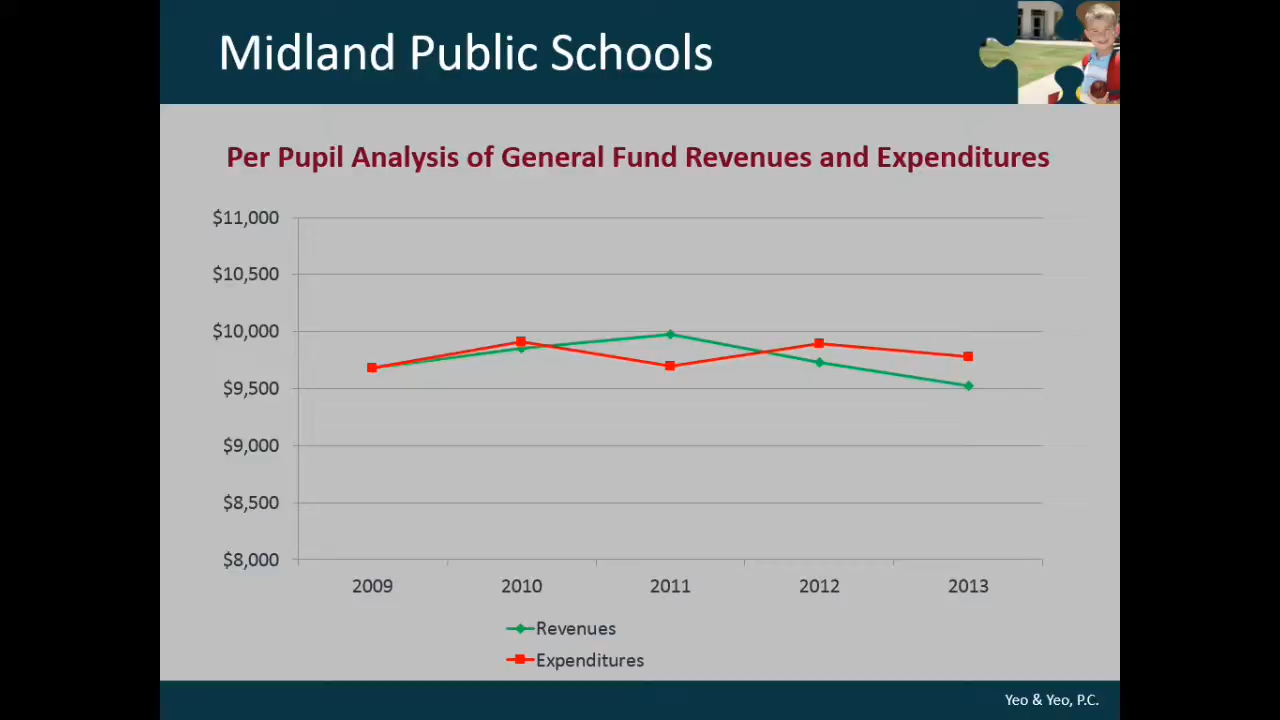 Midland Public Schools
Per Pupil Analysis of General Fund Revenues and Expenditures
$11,000
$10,500
$10,000
$9,500
$9,000
$8,500
$8,000
2009 2010 2011 2012 2013
Revenues
Expenditures
Yeo & Yeo, P.C.